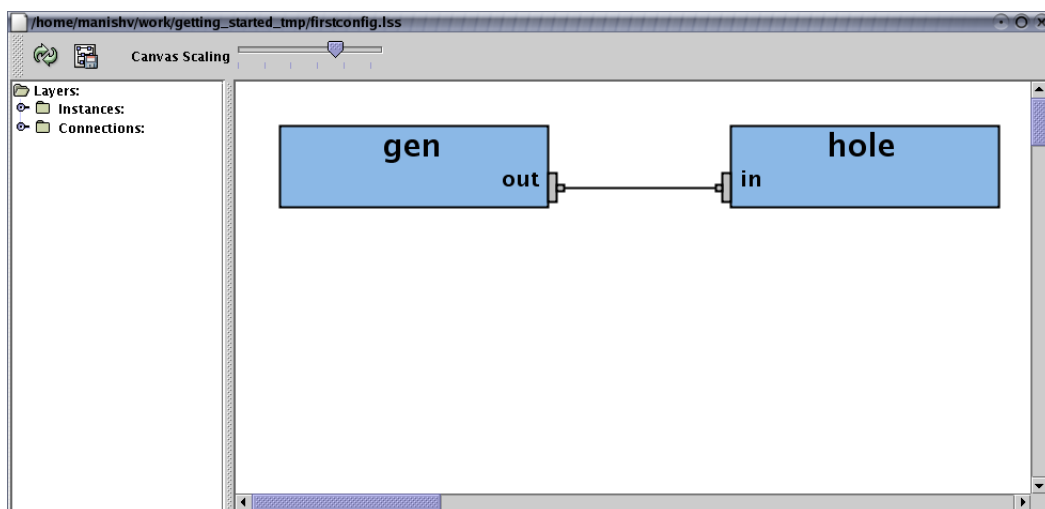 /home/manishv/work/getting_started_tmp/firstconfig.lss
Canvas Scaling
Layers:
Instances:
Connections:
gen
out
hole
in